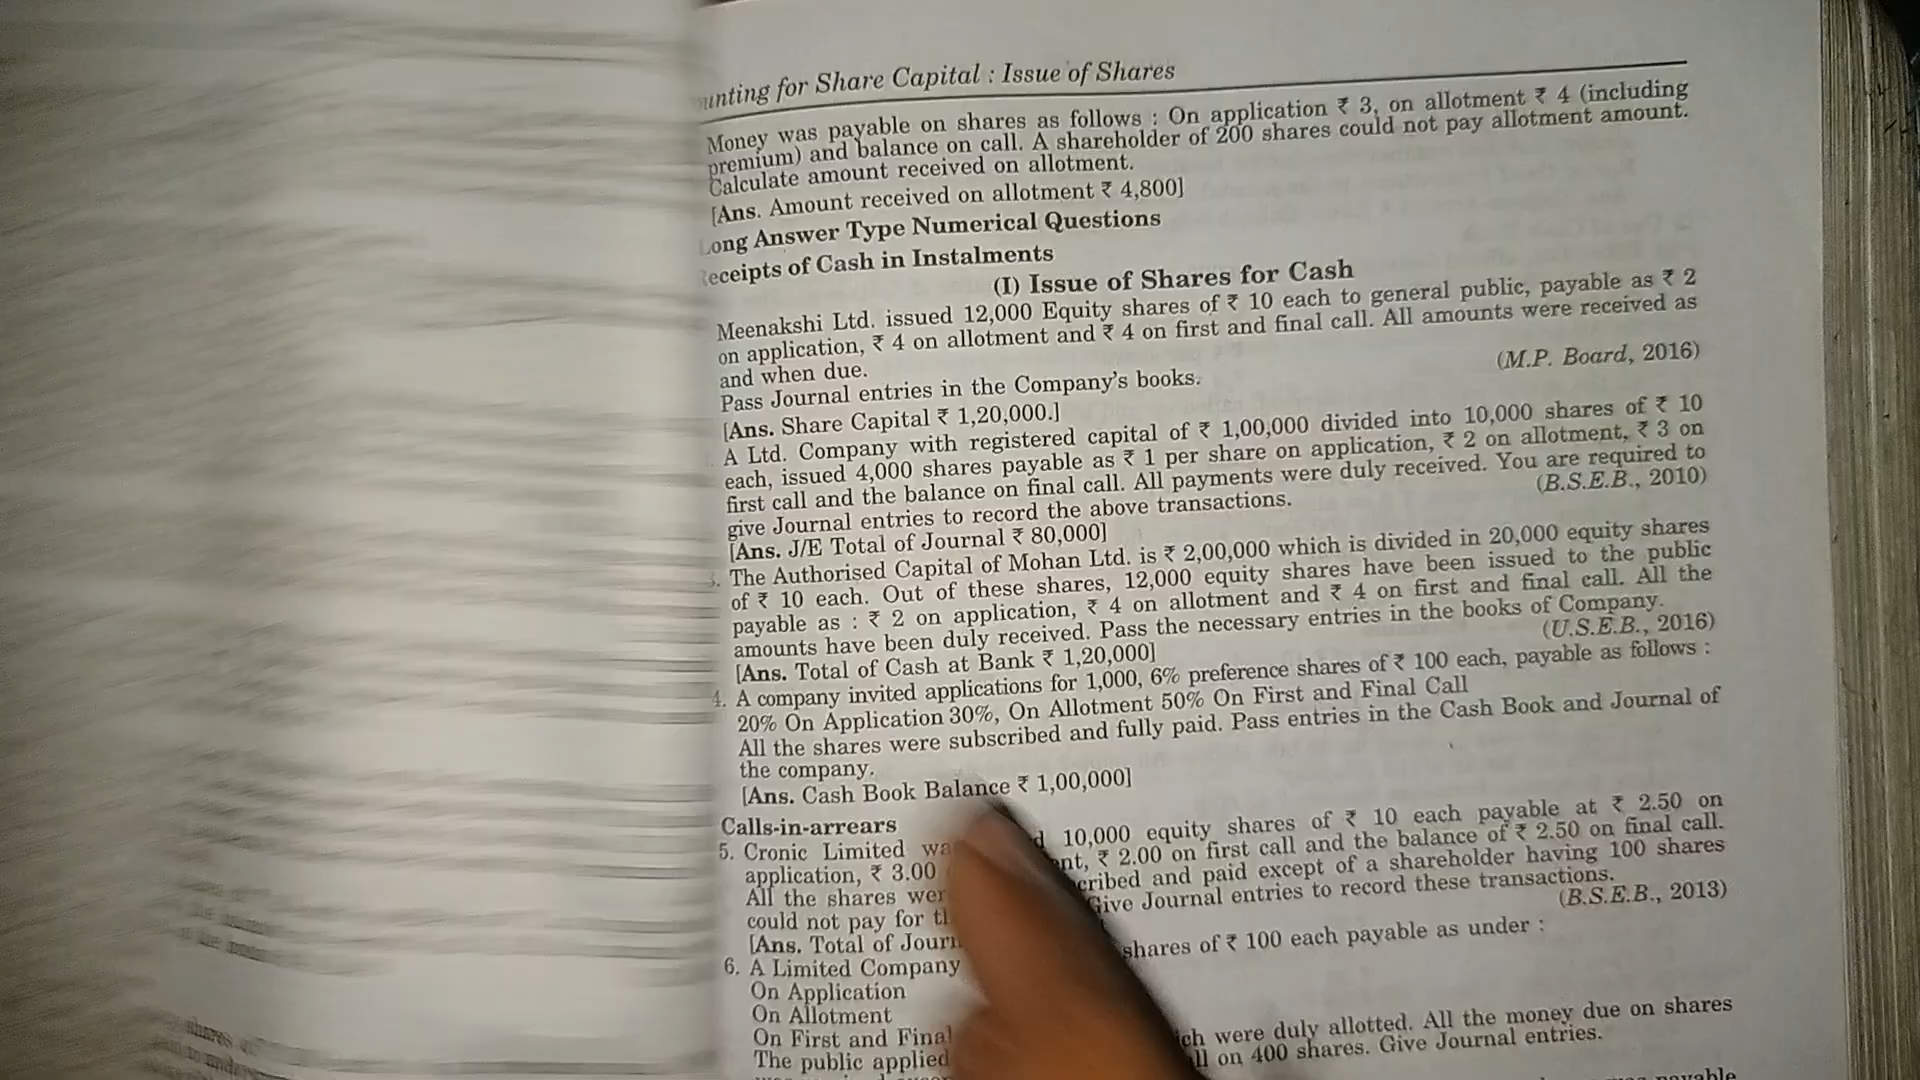 unting for Share Capital : Issue of Shares
Money was payable on shares as follows : On application ₹ 3, on allotment ₹ 4 (including
premium) and balance on call. A shareholder of 200 shares could not pay allotment amount.
Calculate amount received on allotment.
[Ans. Amount received on allotment ₹ 4,800]
Long Answer Type Numerical Questions
Receipts of Cash in Instalments
(I) Issue of Shares for Cash
Meenakshi Ltd. issued 12,000 Equity shares of ₹ 10 each to general public, payable as ₹ 2
on application, ₹ 4 on allotment and ₹ 4 on first and final call. All amounts were received as
and when due.
(M.P. Board, 2016)
Pass Journal entries in the Company's books.
[Ans. Share Capital ₹ 1,20,000.]
A Ltd. Company with registered capital of ₹ 1,00,000 divided into 10,000 shares of ₹ 10
each, issued 4,000 shares payable as ₹ 1 per share on application, ₹ 2 on allotment, ₹ 3 on
first call and the balance on final call. All payments were duly received. You are required to
give Journal entries to record the above transactions. (B.S.E.B., 2010)
[Ans. J/E Total of Journal ₹ 80,000]
3. The Authorised Capital of Mohan Ltd. is ₹ 2,00,000 which is divided in 20,000 equity shares
of ₹ 10 each. Out of these shares, 12,000 equity shares have been issued to the public
payable as : ₹ 2 on application, ₹ 4 on allotment and ₹ 4 on first and final call. All the
amounts have been duly received. Pass the necessary entries in the books of Company.
[Ans. Total of Cash at Bank ₹ 1,20,000] (U.S.E.B., 2016)
4. A company invited applications for 1,000, 6% preference shares of ₹ 100 each, payable as follows :
20% On Application 30%, On Allotment 50% On First and Final Call
All the shares were subscribed and fully paid. Pass entries in the Cash Book and Journal of
the company.
[Ans. Cash Book Balance ₹ 1,00,000]
Calls-in-arrears
5. Cronic Limited 10,000 equity shares of ₹ 10 each payable at ₹ 2.50 on
application, ₹ 3.00 ₹ 2.00 on first call and the balance of ₹ 2.50 on final call.
All the shares cribed and paid except of a shareholder having 100 shares
could not pay for Give Journal entries to record these transactions.
[Ans. Total of (B.S.E.B., 2013)
6. A Limited Company shares of ₹ 100 each payable as under :
On Application
On Allotment
On First and Final
The public applied ch were duly allotted. All the money due on shares
on 400 shares. Give Journal entries.
payable